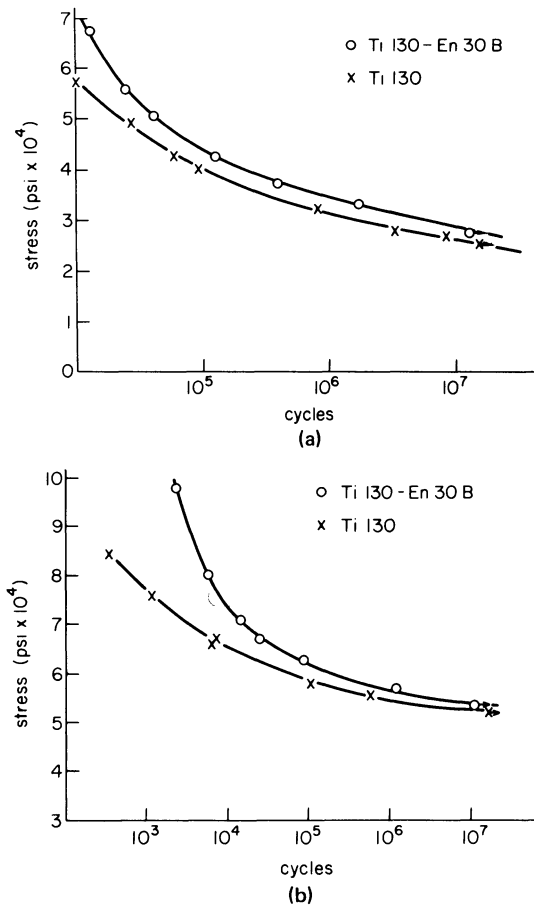 7
6
5
4
3
2
1
0
stress (psi x 10⁴)
o Ti 130 - En 30 B
x Ti 130
10⁵
10⁶
10⁷
cycles
(a)
10
9
8
7
6
5
4
3
stress (psi x 10⁴)
o Ti 130 - En 30 B
x Ti 130
10³
10⁴
10⁵
10⁶
10⁷
cycles
(b)